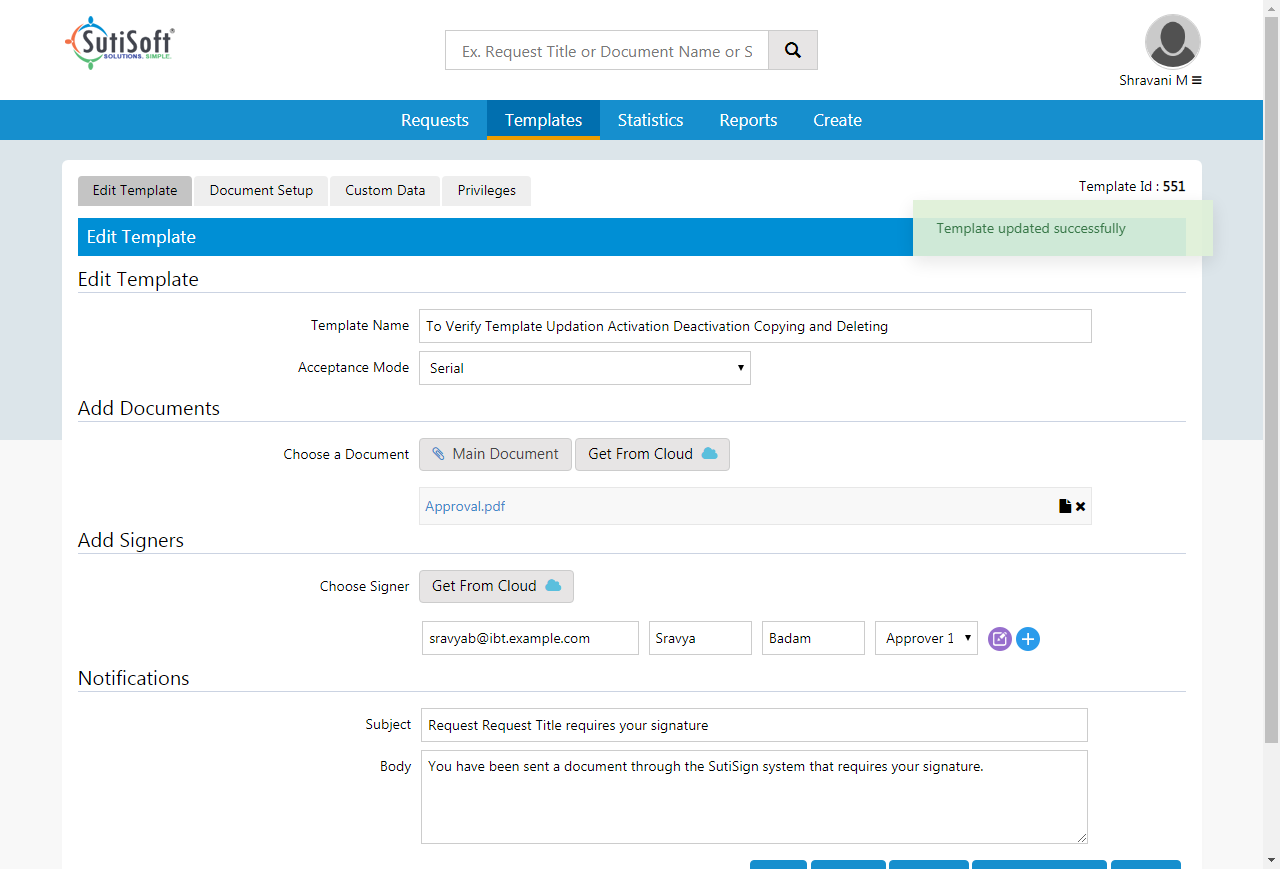 SutiSoft®
SOLUTIONS. SIMPLE.
Ex. Request Title or Document Name or S
Shravani M
Requests Templates Statistics Reports Create
Edit Template Document Setup Custom Data Privileges
Template Id : 551
Template updated successfully
Edit Template
Edit Template
Template Name To Verify Template Updation Activation Deactivation Copying and Deleting
Acceptance Mode Serial
Add Documents
Choose a Document Main Document Get From Cloud
Approval.pdf
Add Signers
Choose Signer Get From Cloud
sravyab@ibt.example.com Sravya Badam Approver 1
Notifications
Subject Request Request Title requires your signature
Body You have been sent a document through the SutiSign system that requires your signature.